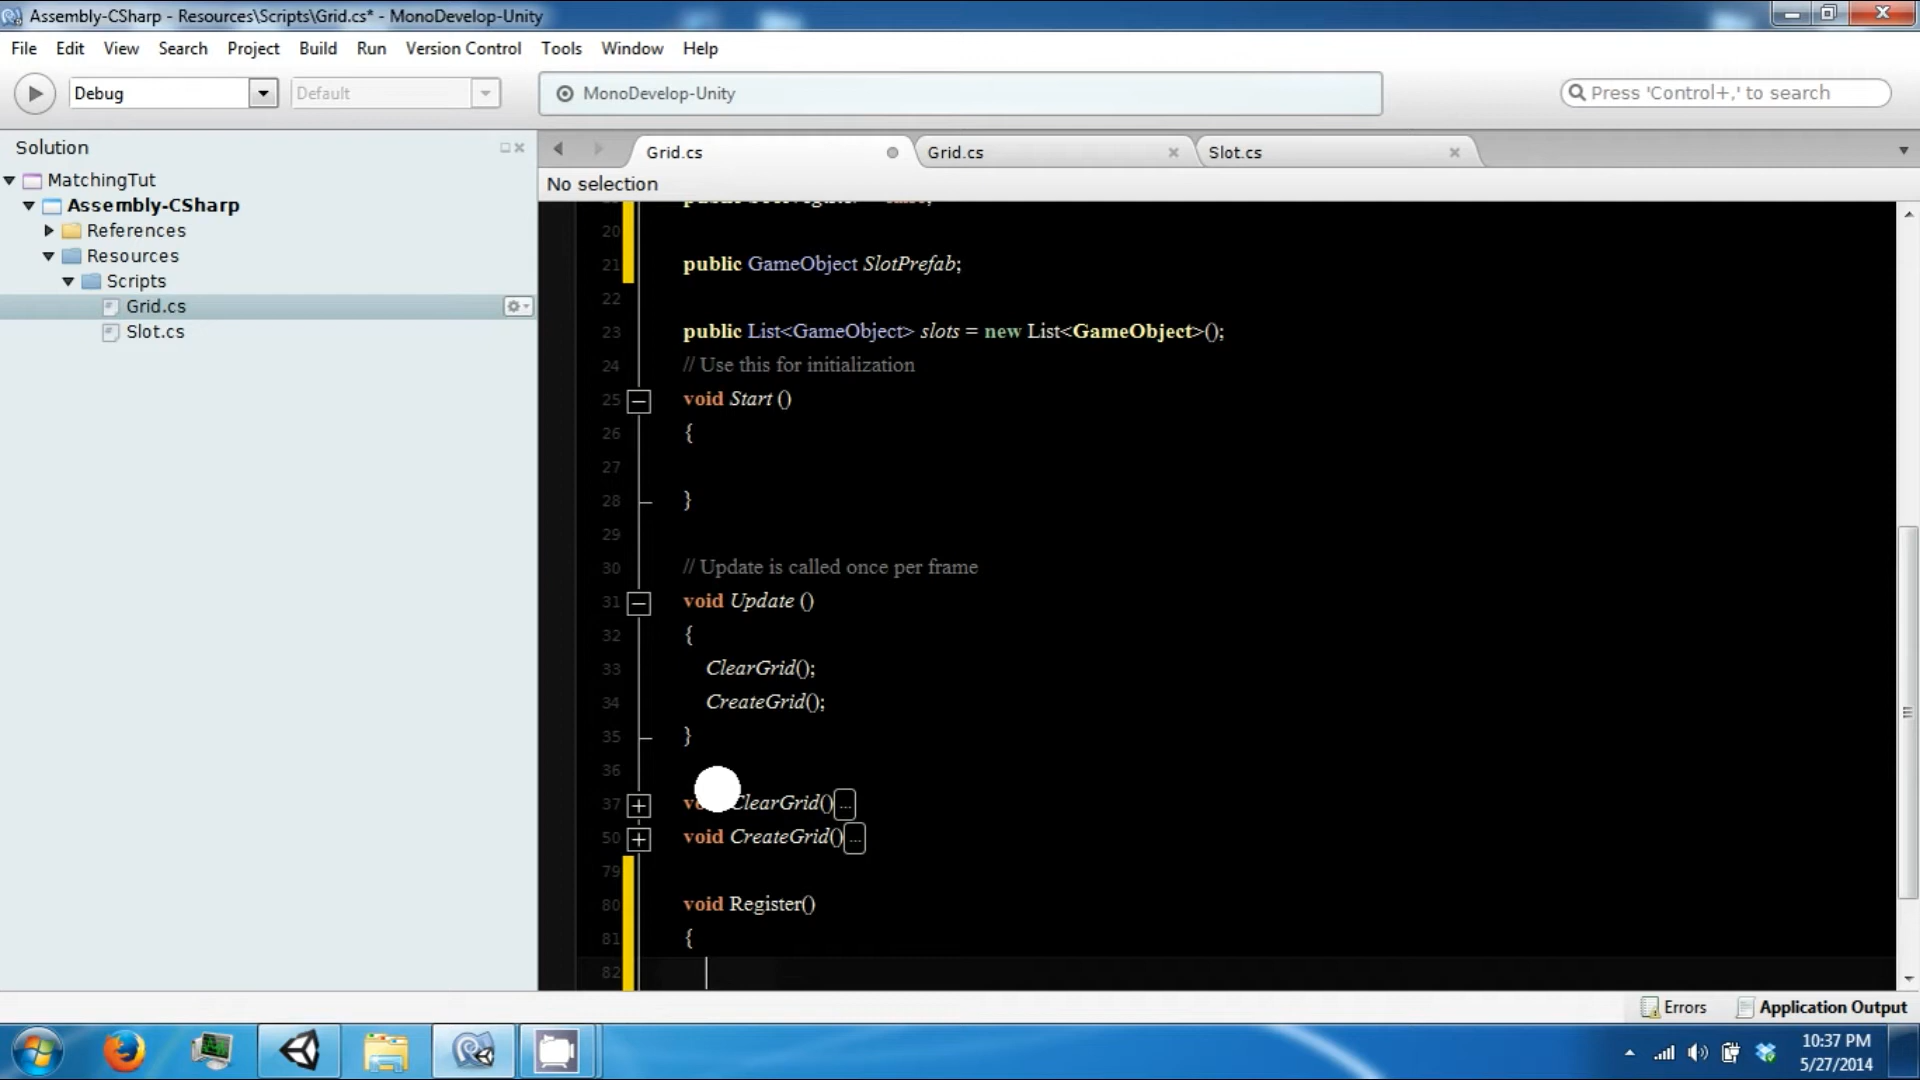 Assembly-CSharp - Resources\Scripts\Grid.cs* - MonoDevelop-Unity
File Edit View Search Project Build Run Version Control Tools Window Help
Debug Default MonoDevelop-Unity Press 'Control+,' to search
Solution
MatchingTut
Assembly-CSharp
References
Resources
Scripts
Grid.cs
Slot.cs
Grid.cs Grid.cs Slot.cs
No selection
20
21 public GameObject SlotPrefab;
22
23 public List<GameObject> slots = new List<GameObject>();
24 // Use this for initialization
25 void Start ()
26 {
27
28 }
29
30 // Update is called once per frame
31 void Update ()
32 {
33 ClearGrid();
34 CreateGrid();
35 }
36
37 ClearGrid()...
50 void CreateGrid()...
79
80 void Register()
81 {
82
Errors Application Output
10:37 PM
5/27/2014